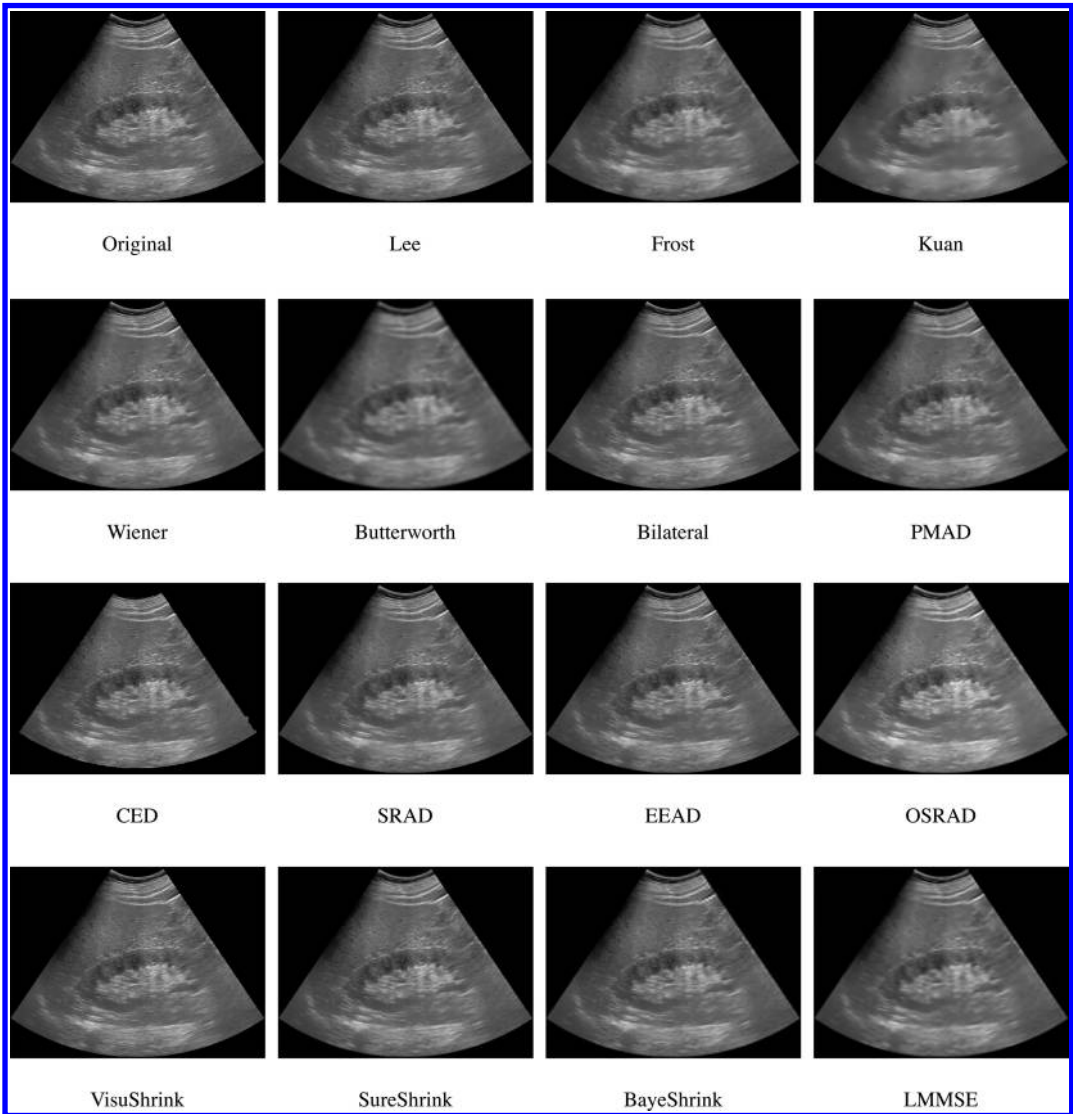 Original Lee Frost Kuan
Wiener Butterworth Bilateral PMAD
CED SRAD EEAD OSRAD
VisuShrink SureShrink BayeShrink LMMSE